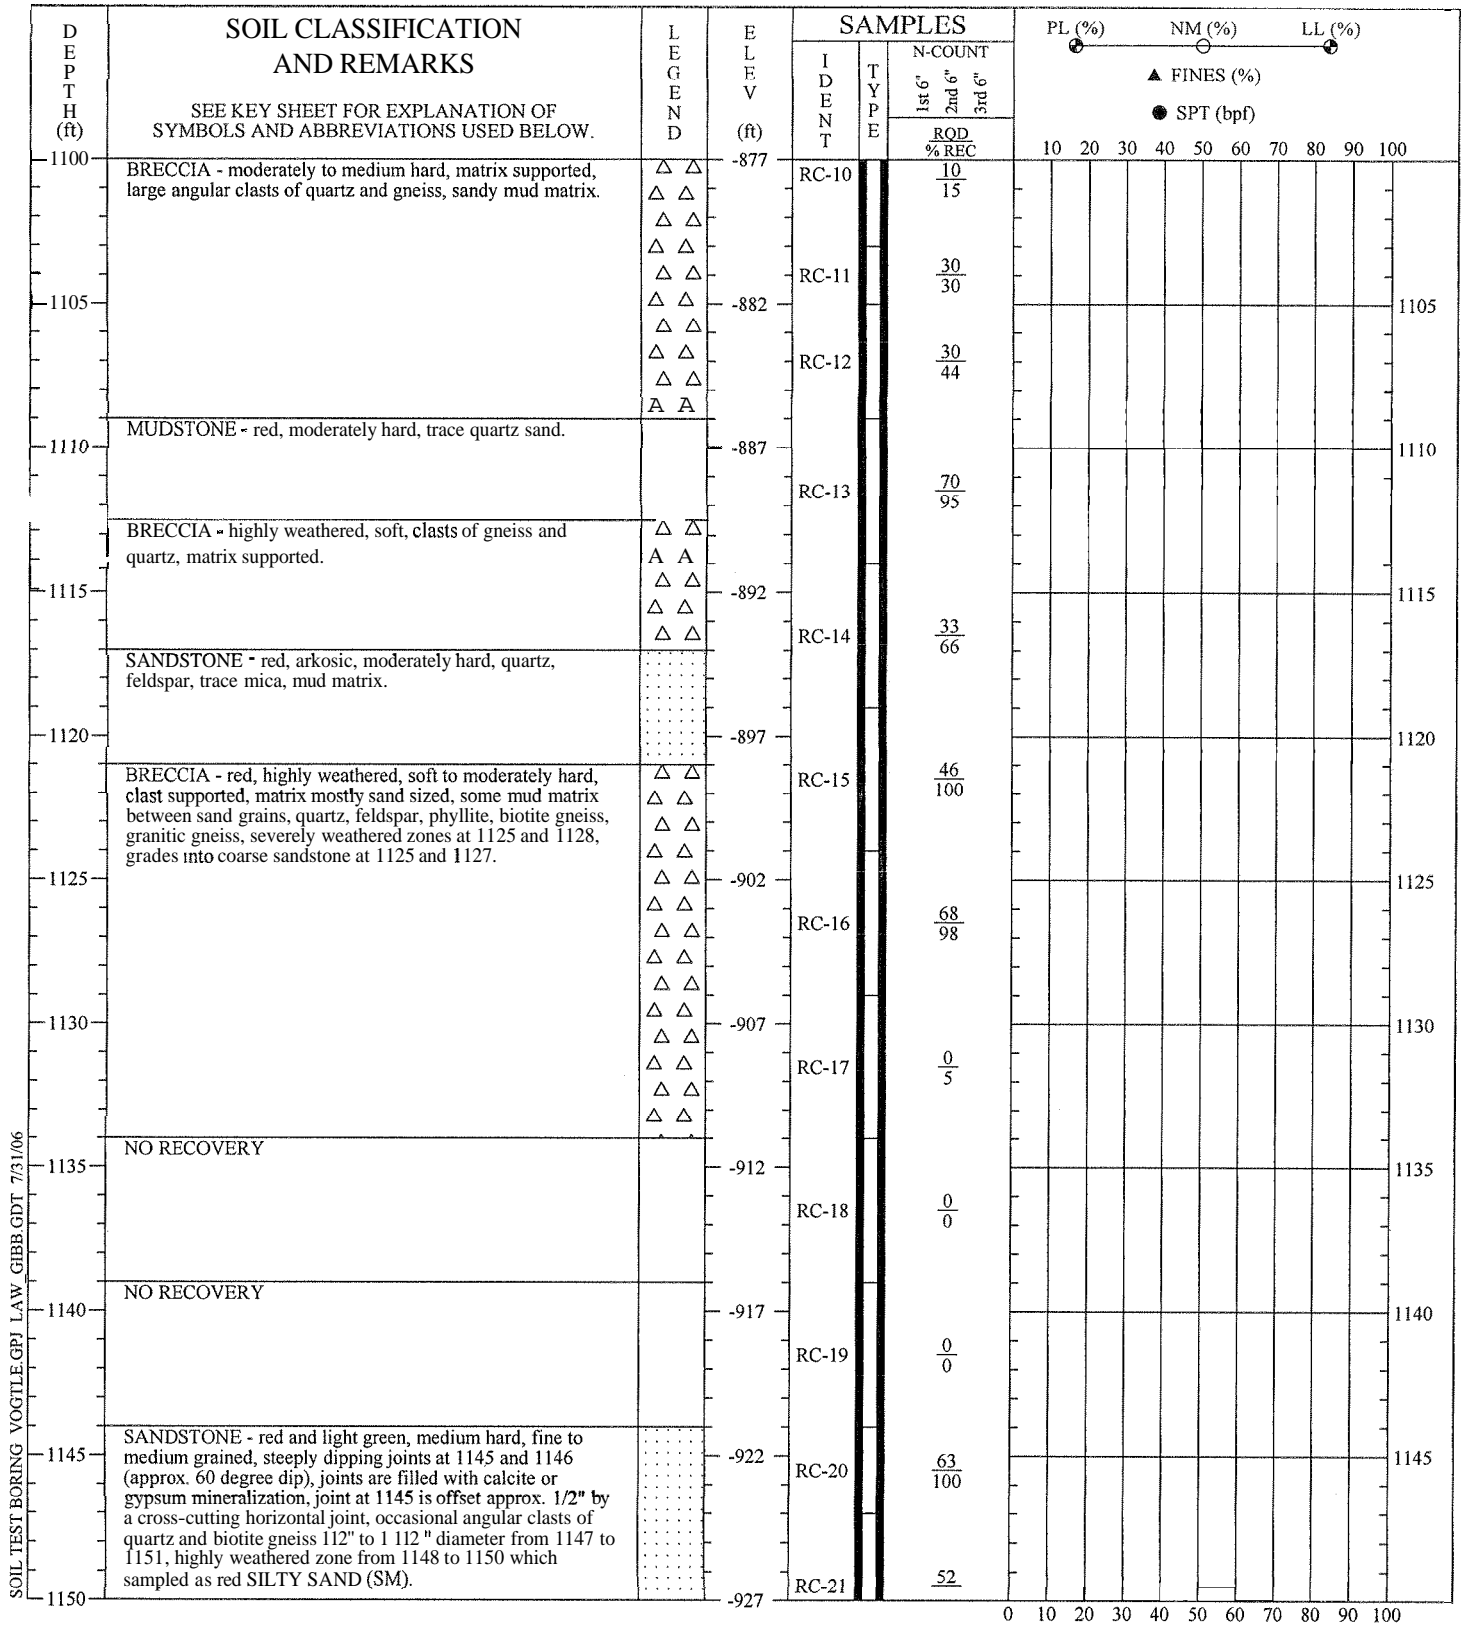 DEPTH (ft)
SOIL CLASSIFICATION
AND REMARKS
SEE KEY SHEET FOR EXPLANATION OF
SYMBOLS AND ABBREVIATIONS USED BELOW.
LEGEND
ELEV (ft)
SAMPLES
IDENT
TYPE
N-COUNT
1st 6"
2nd 6"
3rd 6"
RQD
% REC
PL (%) NM (%) LL (%)
▲ FINES (%)
● SPT (bpf)
10 20 30 40 50 60 70 80 90 100
1100
BRECCIA - moderately to medium hard, matrix supported,
large angular clasts of quartz and gneiss, sandy mud matrix.
-877
RC-10
10
15
RC-11
30
30
1105
-882
1105
RC-12
30
44
A A
MUDSTONE - red, moderately hard, trace quartz sand.
1110
-887
1110
RC-13
70
95
BRECCIA - highly weathered, soft, clasts of gneiss and
quartz, matrix supported.
A A
1115
-892
1115
RC-14
33
66
SANDSTONE - red, arkosic, moderately hard, quartz,
feldspar, trace mica, mud matrix.
1120
-897
1120
BRECCIA - red, highly weathered, soft to moderately hard,
clast supported, matrix mostly sand sized, some mud matrix
between sand grains, quartz, feldspar, phyllite, biotite gneiss,
granitic gneiss, severely weathered zones at 1125 and 1128,
grades into coarse sandstone at 1125 and 1127.
RC-15
46
100
1125
-902
1125
RC-16
68
98
1130
-907
1130
RC-17
0
5
NO RECOVERY
1135
-912
1135
RC-18
0
0
NO RECOVERY
1140
-917
1140
RC-19
0
0
SANDSTONE - red and light green, medium hard, fine to
medium grained, steeply dipping joints at 1145 and 1146
(approx. 60 degree dip), joints are filled with calcite or
gypsum mineralization, joint at 1145 is offset approx. 1/2" by
a cross-cutting horizontal joint, occasional angular clasts of
quartz and biotite gneiss 112" to 1 112 " diameter from 1147 to
1151, highly weathered zone from 1148 to 1150 which
sampled as red SILTY SAND (SM).
1145
-922
1145
RC-20
63
100
RC-21
52
1150
-927
0 10 20 30 40 50 60 70 80 90 100
SOIL TEST BORING VOGTLE.GPJ LAW_GIBB.GDT 7/31/06